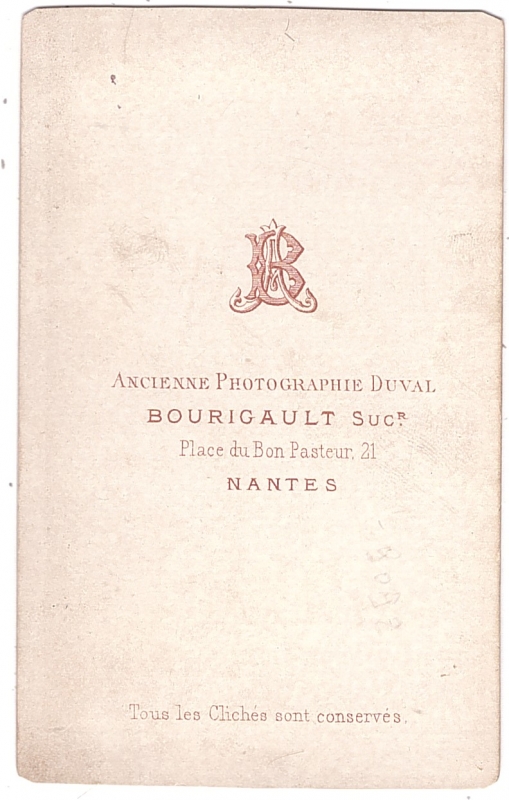 ANCIENNE PHOTOGRAPHIE DUVAL
BOURIGAULT SUCR.
Place du Bon Pasteur, 21
NANTES
Tous les Clichés sont conservés.